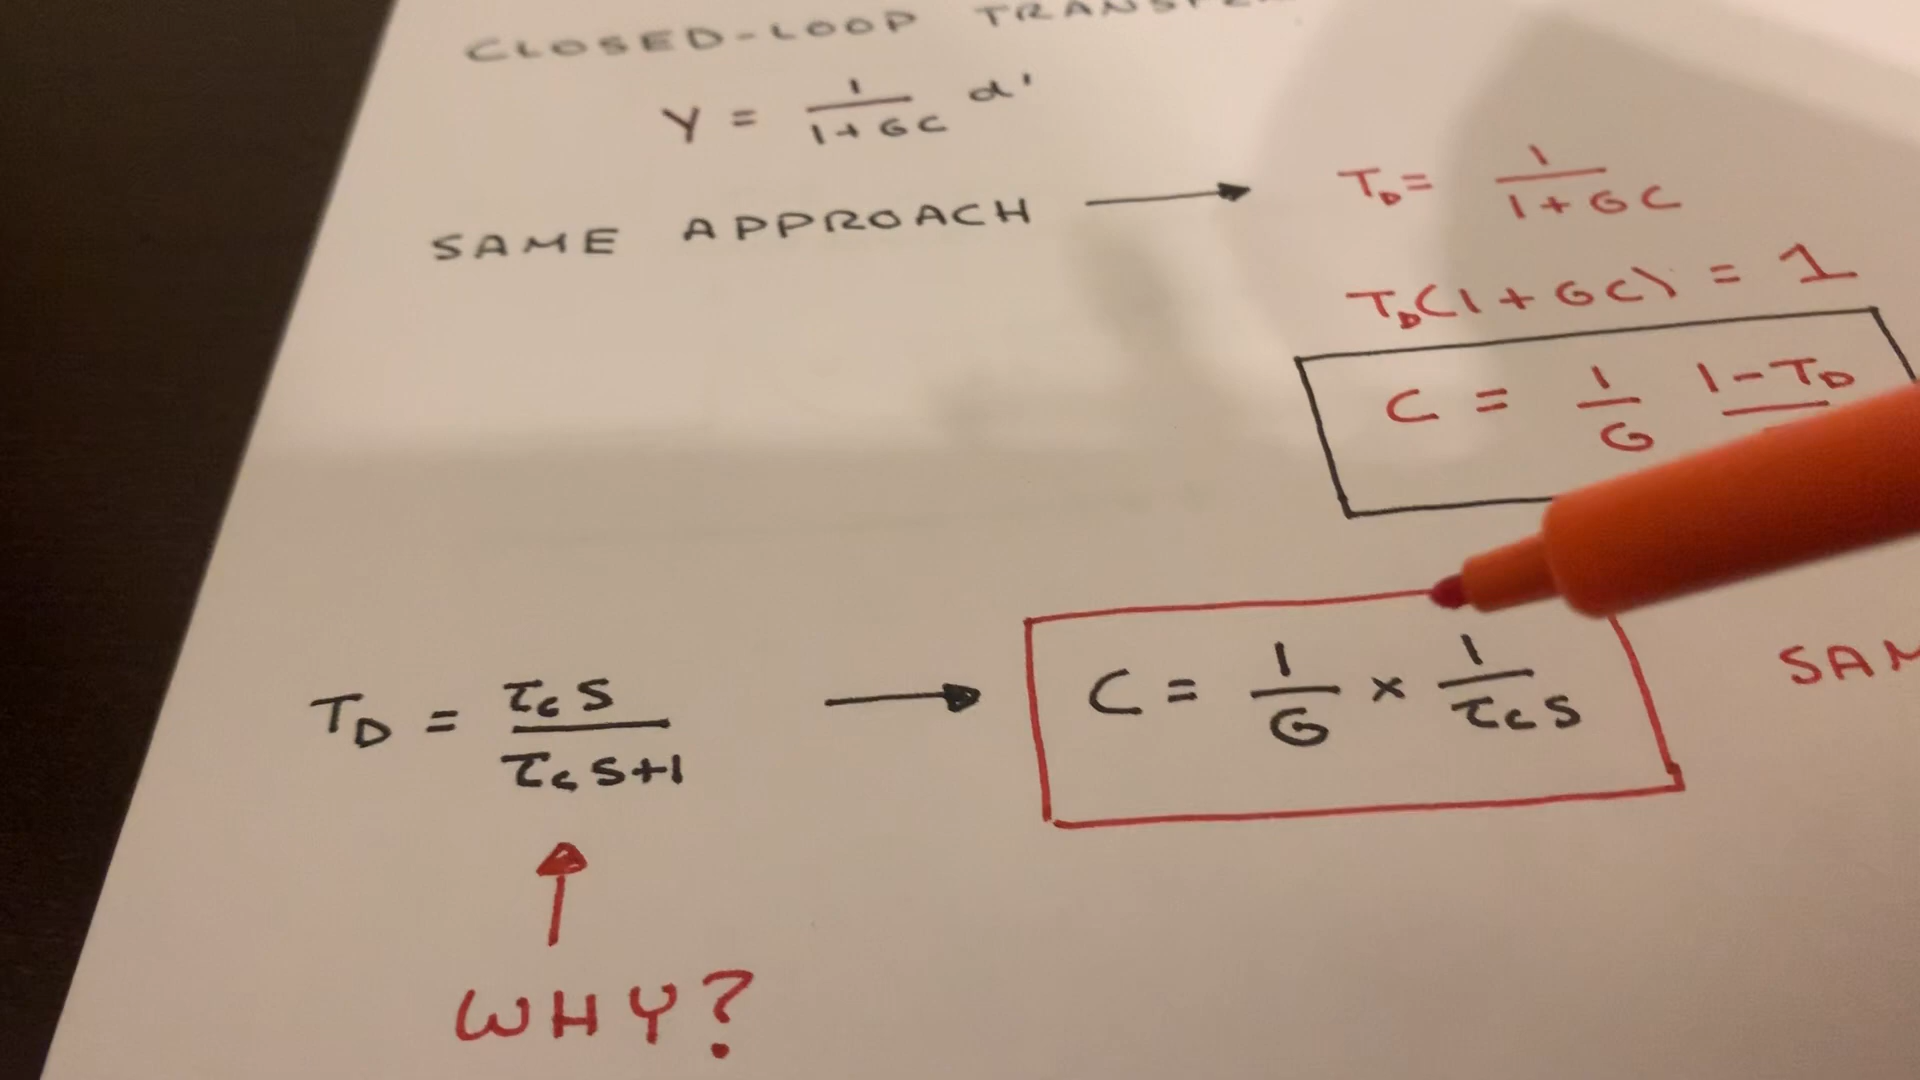 CLOSED-LOOP
Y = 1/(1+GC) d'
SAME APPROACH → T_D = 1/(1+GC)
T_D(1+GC) = 1
C = 1/G 1-T_D
T_D = τ_c s/(τ_c s+1) → C = 1/G × 1/(τ_c s)
WHY?